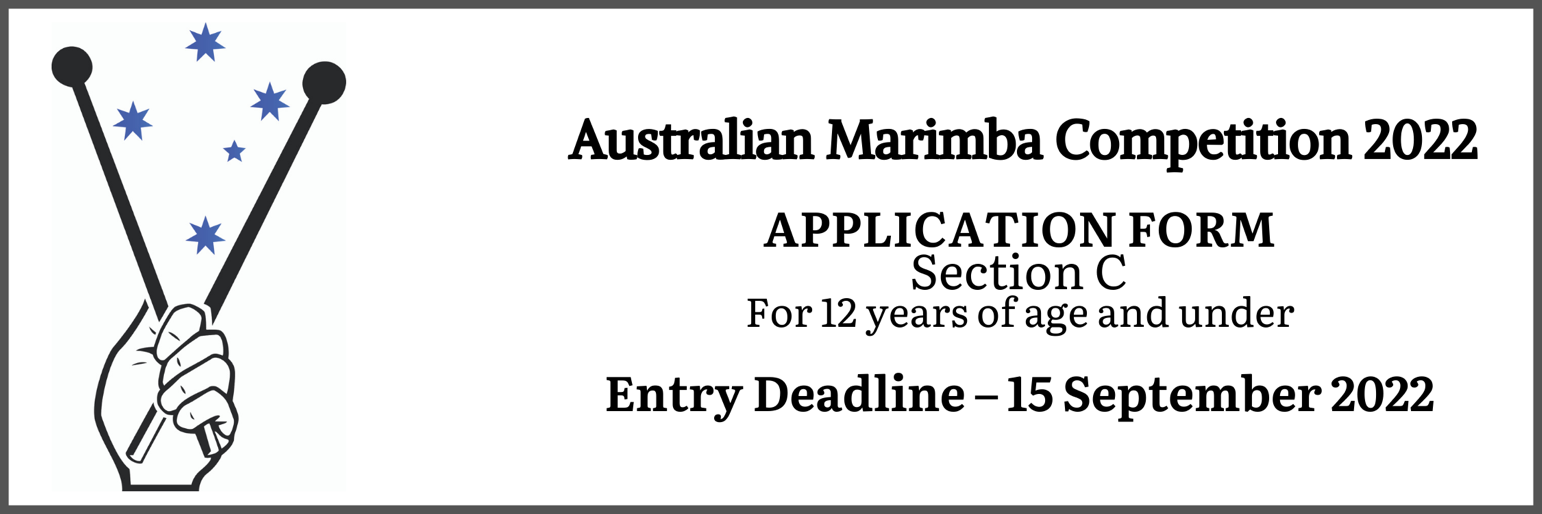 Australian Marimba Competition 2022
APPLICATION FORM
Section C
For 12 years of age and under
Entry Deadline – 15 September 2022